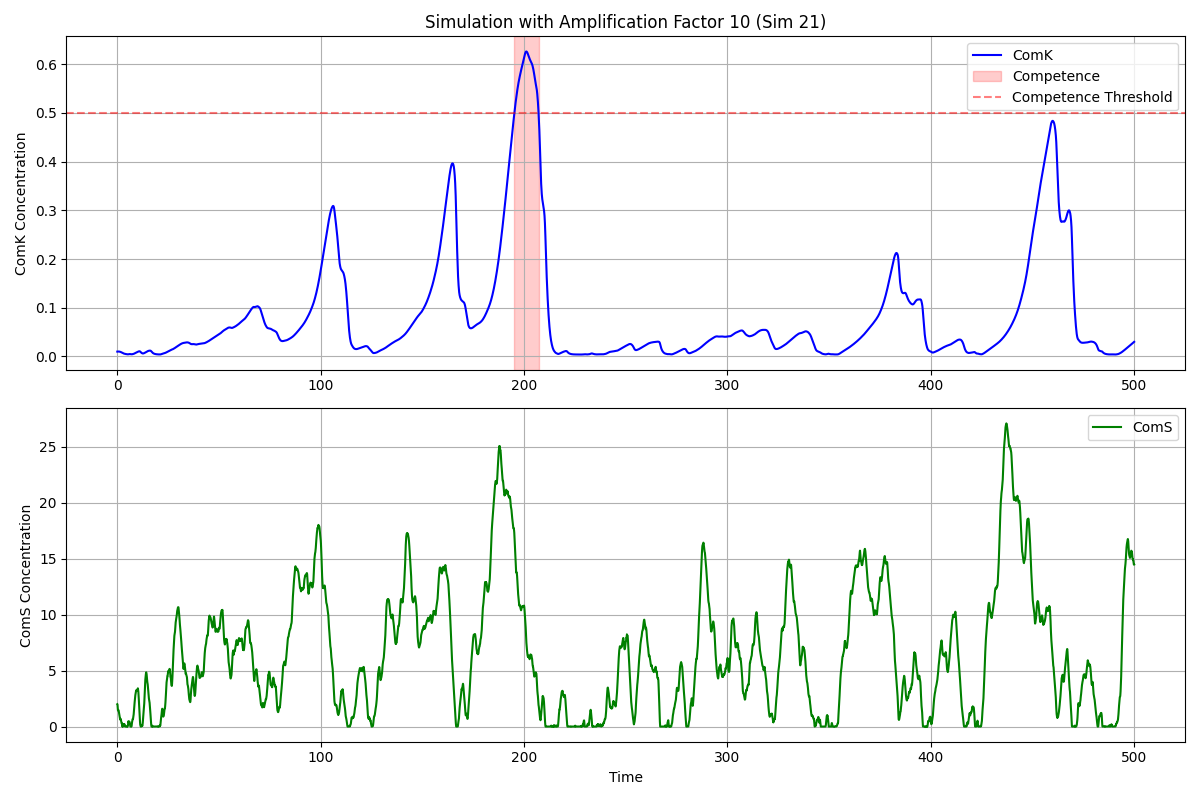 Simulation with Amplification Factor 10 (Sim 21)
ComK Concentration
0.6
0.5
0.4
0.3
0.2
0.1
0.0
ComK
Competence
Competence Threshold
0 100 200 300 400 500
ComS Concentration
25
20
15
10
5
0
ComS
0 100 200 300 400 500
Time